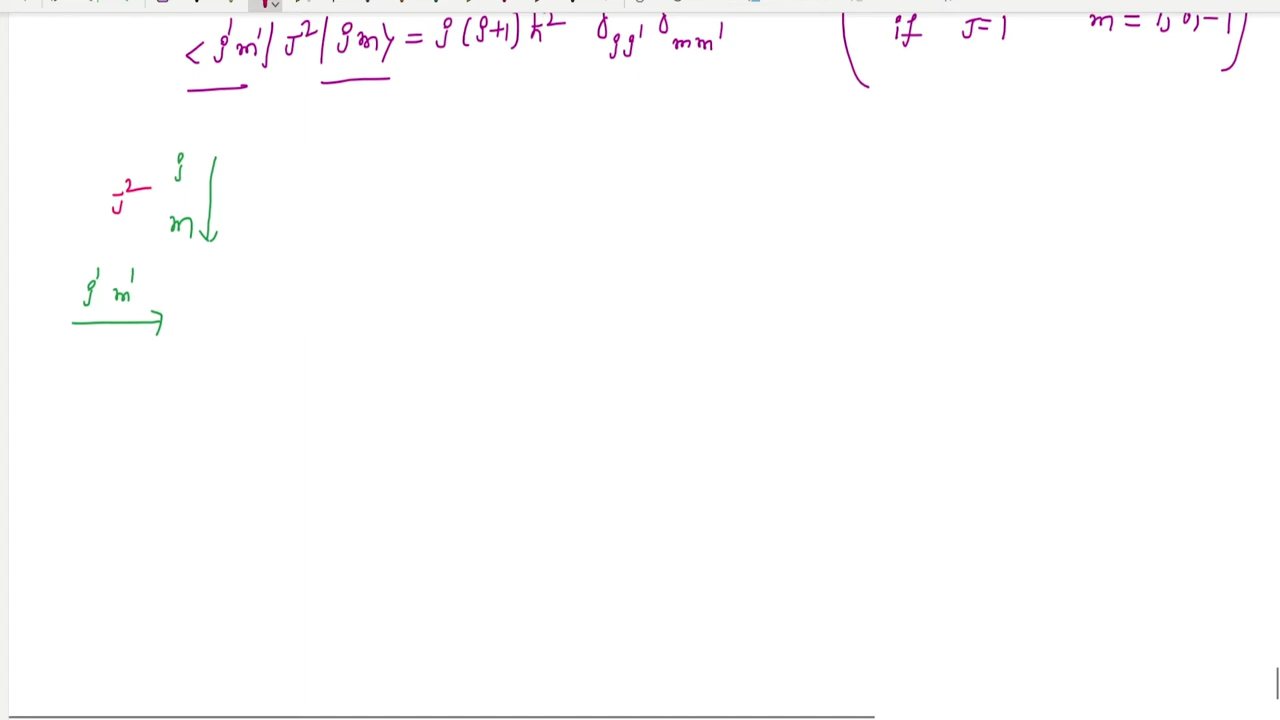 <j'm'|J²|jm> = j(j+1)ħ² δjj' δmm' if J=1 m=1,0,-1
J² j
m
j' m'